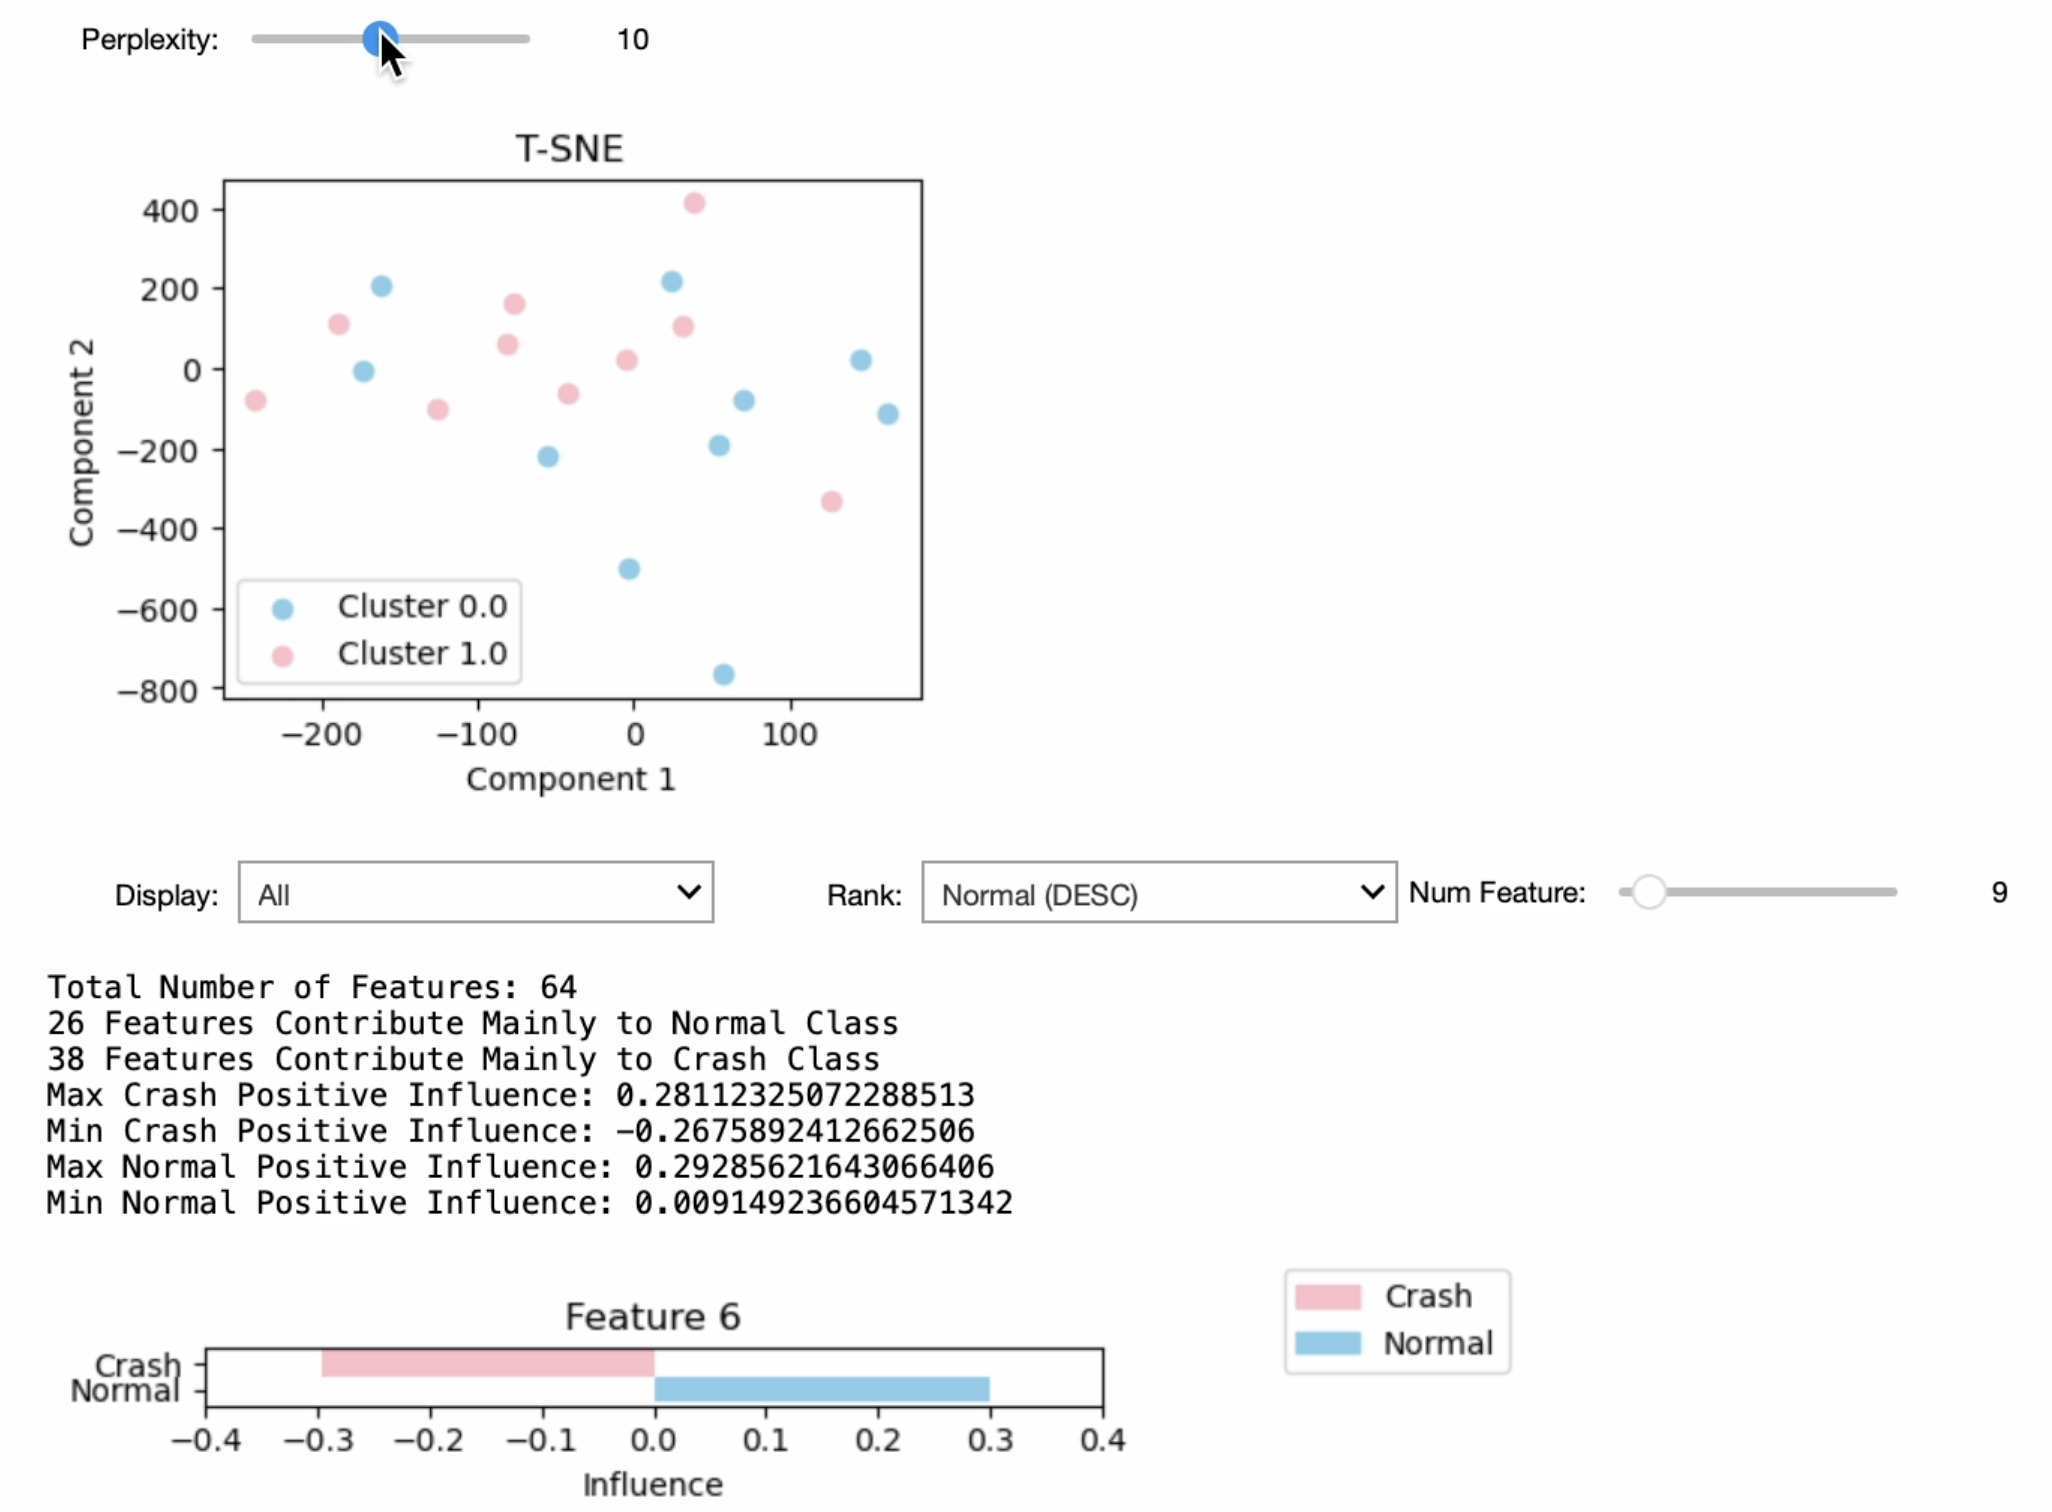 Perplexity: 10
T-SNE
400
200
0
−200
−400
−600
−800
Component 2
Cluster 0.0
Cluster 1.0
−200 −100 0 100
Component 1
Display: All Rank: Normal (DESC) Num Feature: 9
Total Number of Features: 64
26 Features Contribute Mainly to Normal Class
38 Features Contribute Mainly to Crash Class
Max Crash Positive Influence: 0.28112325072288513
Min Crash Positive Influence: −0.2675892412662506
Max Normal Positive Influence: 0.29285621643066406
Min Normal Positive Influence: 0.009149236604571342
Crash
Normal
Feature 6
Crash
Normal
−0.4 −0.3 −0.2 −0.1 0.0 0.1 0.2 0.3 0.4
Influence